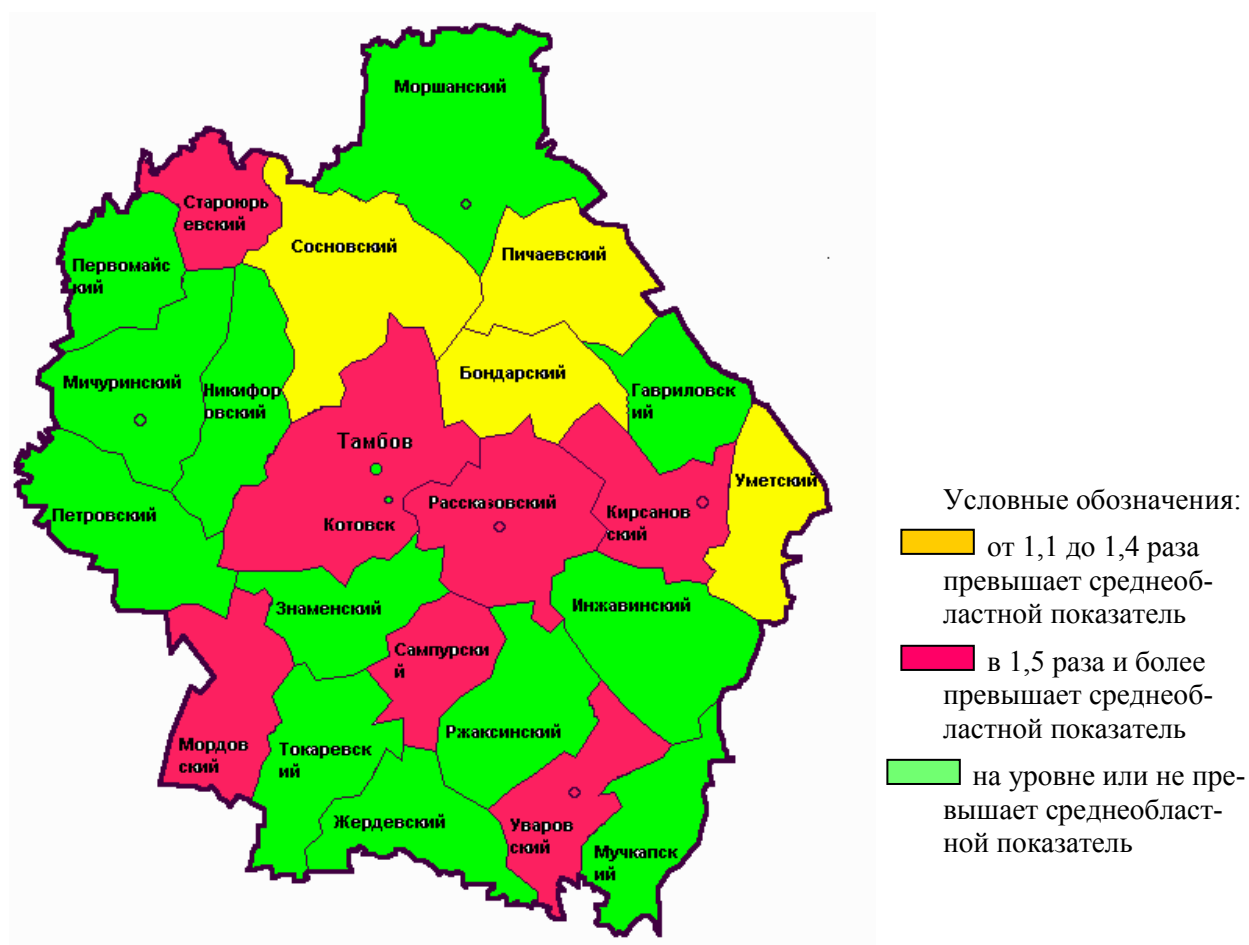 Моршанский
Староюрь
евский
Сосновский
Пичаевский
Первомайс
кий
Мичуринский
Никифор
овский
Бондарский
Гавриловск
ий
Тамбов
Уметский
Петровский
Котовск
Рассказовский
Кирсанов
ский
Знаменский
Инжавинский
Сампурски
й
Мордов
ский
Токаревск
ий
Ржаксинский
Жердевский
Уваров
ский
Мучкапск
ий
Условные обозначения:
от 1,1 до 1,4 раза
превышает среднеоб-
ластной показатель
в 1,5 раза и более
превышает среднеоб-
ластной показатель
на уровне или не пре-
вышает среднеобласт-
ной показатель